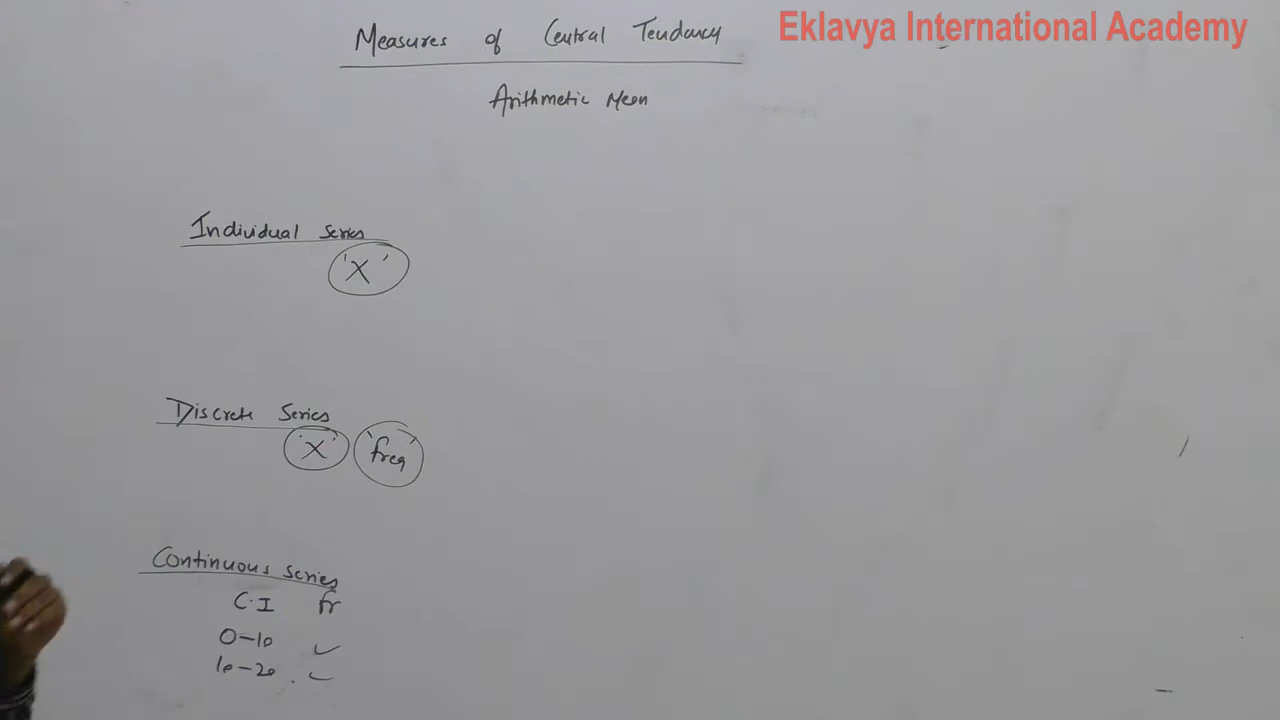 Eklavya International Academy
Measures of Central Tendancy
Arithmetic Mean
Individual Series
'X'
Discrete Series
'X' 'freq'
Continuous Series
C.I fr
0-10 ✓
10-20 ✓